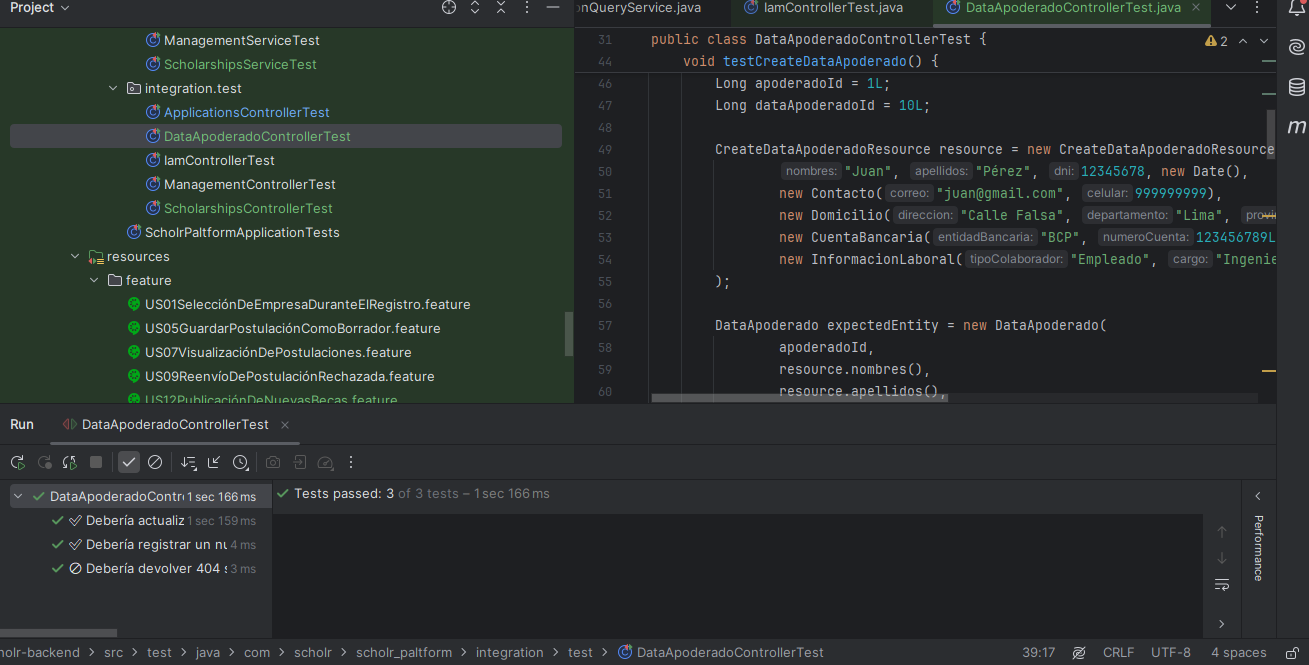 Project
ManagementServiceTest
ScholarshipsServiceTest
integration.test
ApplicationsControllerTest
DataApoderadoControllerTest
IamControllerTest
ManagementControllerTest
ScholarshipsControllerTest
ScholrPaltformApplicationTests
resources
feature
US01SelecciónDeEmpresaDuranteElRegistro.feature
US05GuardarPostulaciónComoBorrador.feature
US07VisualizaciónDePostulaciones.feature
US09ReenvíoDePostulaciónRechazada.feature
US12PublicaciónDeNuevasBecas.feature
onQueryService.java IamControllerTest.java DataApoderadoControllerTest.java
31 public class DataApoderadoControllerTest { 2
44 void testCreateDataApoderado() {
46 Long apoderadoId = 1L;
47 Long dataApoderadoId = 10L;
48
49 CreateDataApoderadoResource resource = new CreateDataApoderadoResource
50 nombres: "Juan", apellidos: "Pérez", dni: 12345678, new Date(),
51 new Contacto( correo: "juan@gmail.com", celular: 999999999),
52 new Domicilio( direccion: "Calle Falsa", departamento: "Lima", provi
53 new CuentaBancaria( entidadBancaria: "BCP", numeroCuenta: 123456789L
54 new InformacionLaboral( tipoColaborador: "Empleado", cargo: "Ingenie
55 );
56
57 DataApoderado expectedEntity = new DataApoderado(
58 apoderadoId,
59 resource.nombres(),
60 resource.apellidos(),
m
Run DataApoderadoControllerTest
DataApoderadoContr 1 sec 166 ms
Debería actualiz 1 sec 159 ms
Debería registrar un nu 4 ms
Debería devolver 404 s 3 ms
Tests passed: 3 of 3 tests – 1 sec 166 ms
Performance
holr-backend > src > test > java > com > scholr > scholr_paltform > integration > test > DataApoderadoControllerTest 39:17 CRLF UTF-8 4 spaces